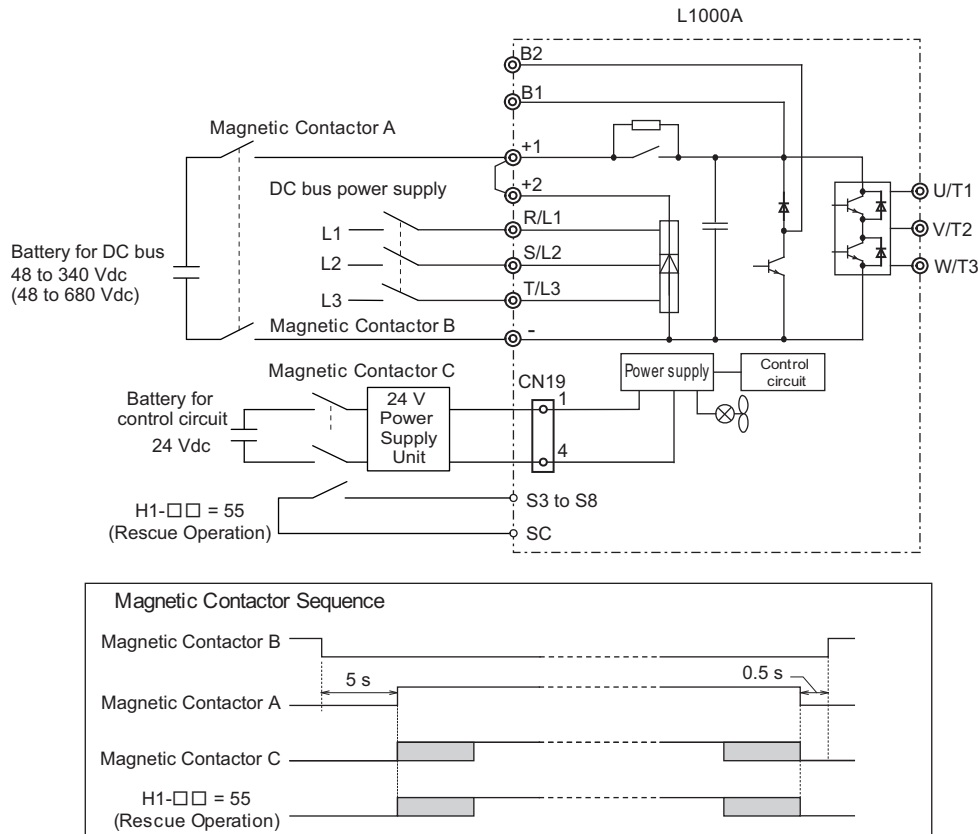 L1000A
B2
B1
Magnetic Contactor A
+1
DC bus power supply
+2
R/L1
L1
S/L2
L2
T/L3
L3
U/T1
V/T2
W/T3
Battery for DC bus
48 to 340 Vdc
(48 to 680 Vdc)
Magnetic Contactor B
-
Magnetic Contactor C
CN19
Power supply
Control
circuit
Battery for
control circuit
24 Vdc
24 V
Power
Supply
Unit
1
4
H1-□□ = 55
(Rescue Operation)
S3 to S8
SC
Magnetic Contactor Sequence
Magnetic Contactor B
5 s
0.5 s
Magnetic Contactor A
Magnetic Contactor C
H1-□□ = 55
(Rescue Operation)